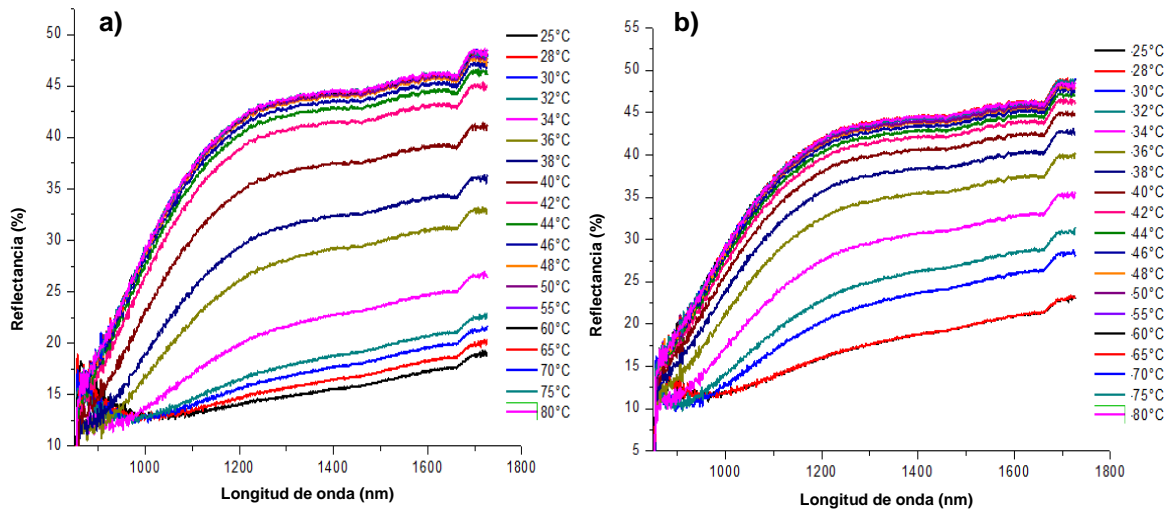 a)
50
45
40
35
30
25
20
15
10
Reflectancia (%)
1000
1200
1400
1600
1800
Longitud de onda (nm)
25°C
28°C
30°C
32°C
34°C
36°C
38°C
40°C
42°C
44°C
46°C
48°C
50°C
55°C
60°C
65°C
70°C
75°C
80°C
b)
55
50
45
40
35
30
25
20
15
10
5
Reflectancia (%)
1000
1200
1400
1600
1800
Longitud de onda (nm)
-25°C
-28°C
-30°C
-32°C
-34°C
-36°C
-38°C
-40°C
-42°C
-44°C
-46°C
-48°C
-50°C
-55°C
-60°C
-65°C
-70°C
-75°C
-80°C